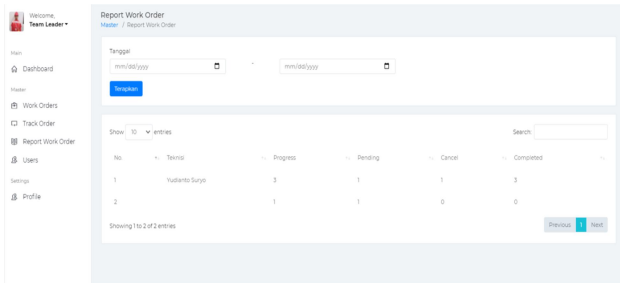 Welcome,
Team Leader
Main
Dashboard
Master
Work Orders
Track Order
Report Work Order
Users
Settings
Profile
Report Work Order
Master / Report Work Order
Tanggal
mm/dd/yyyy - mm/dd/yyyy
Terapkan
Show 10 entries Search:
No. Teknisi Progress Pending Cancel Completed
1 Yudianto Suryo 3 1 1 3
2 1 1 0 0
Showing 1 to 2 of 2 entries
Previous 1 Next